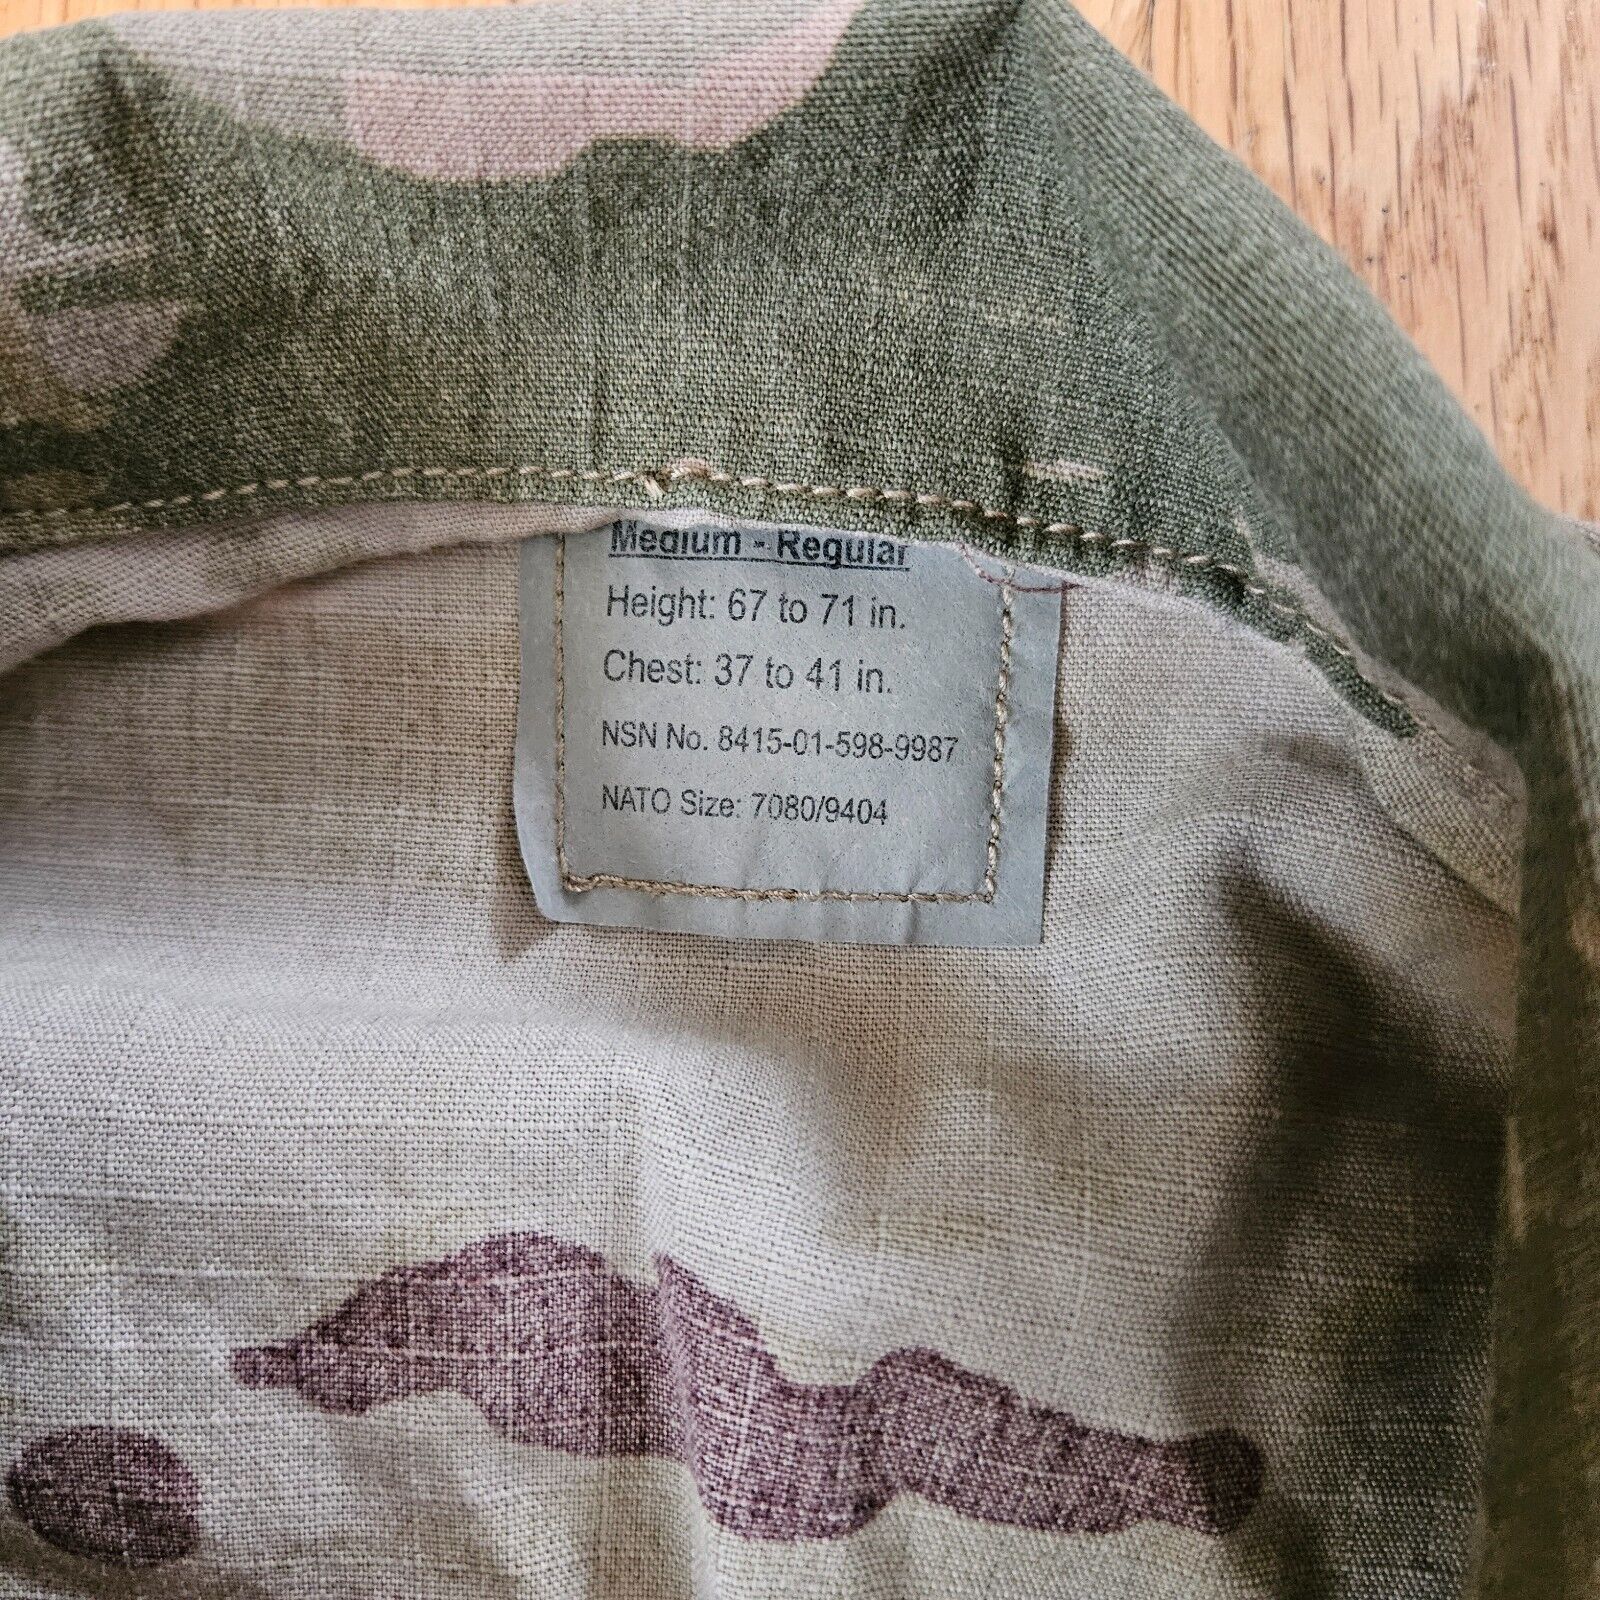 Medium - Regular
Height: 67 to 71 in.
Chest: 37 to 41 in.
NSN No. 8415-01-598-9987
NATO Size: 7080/9404